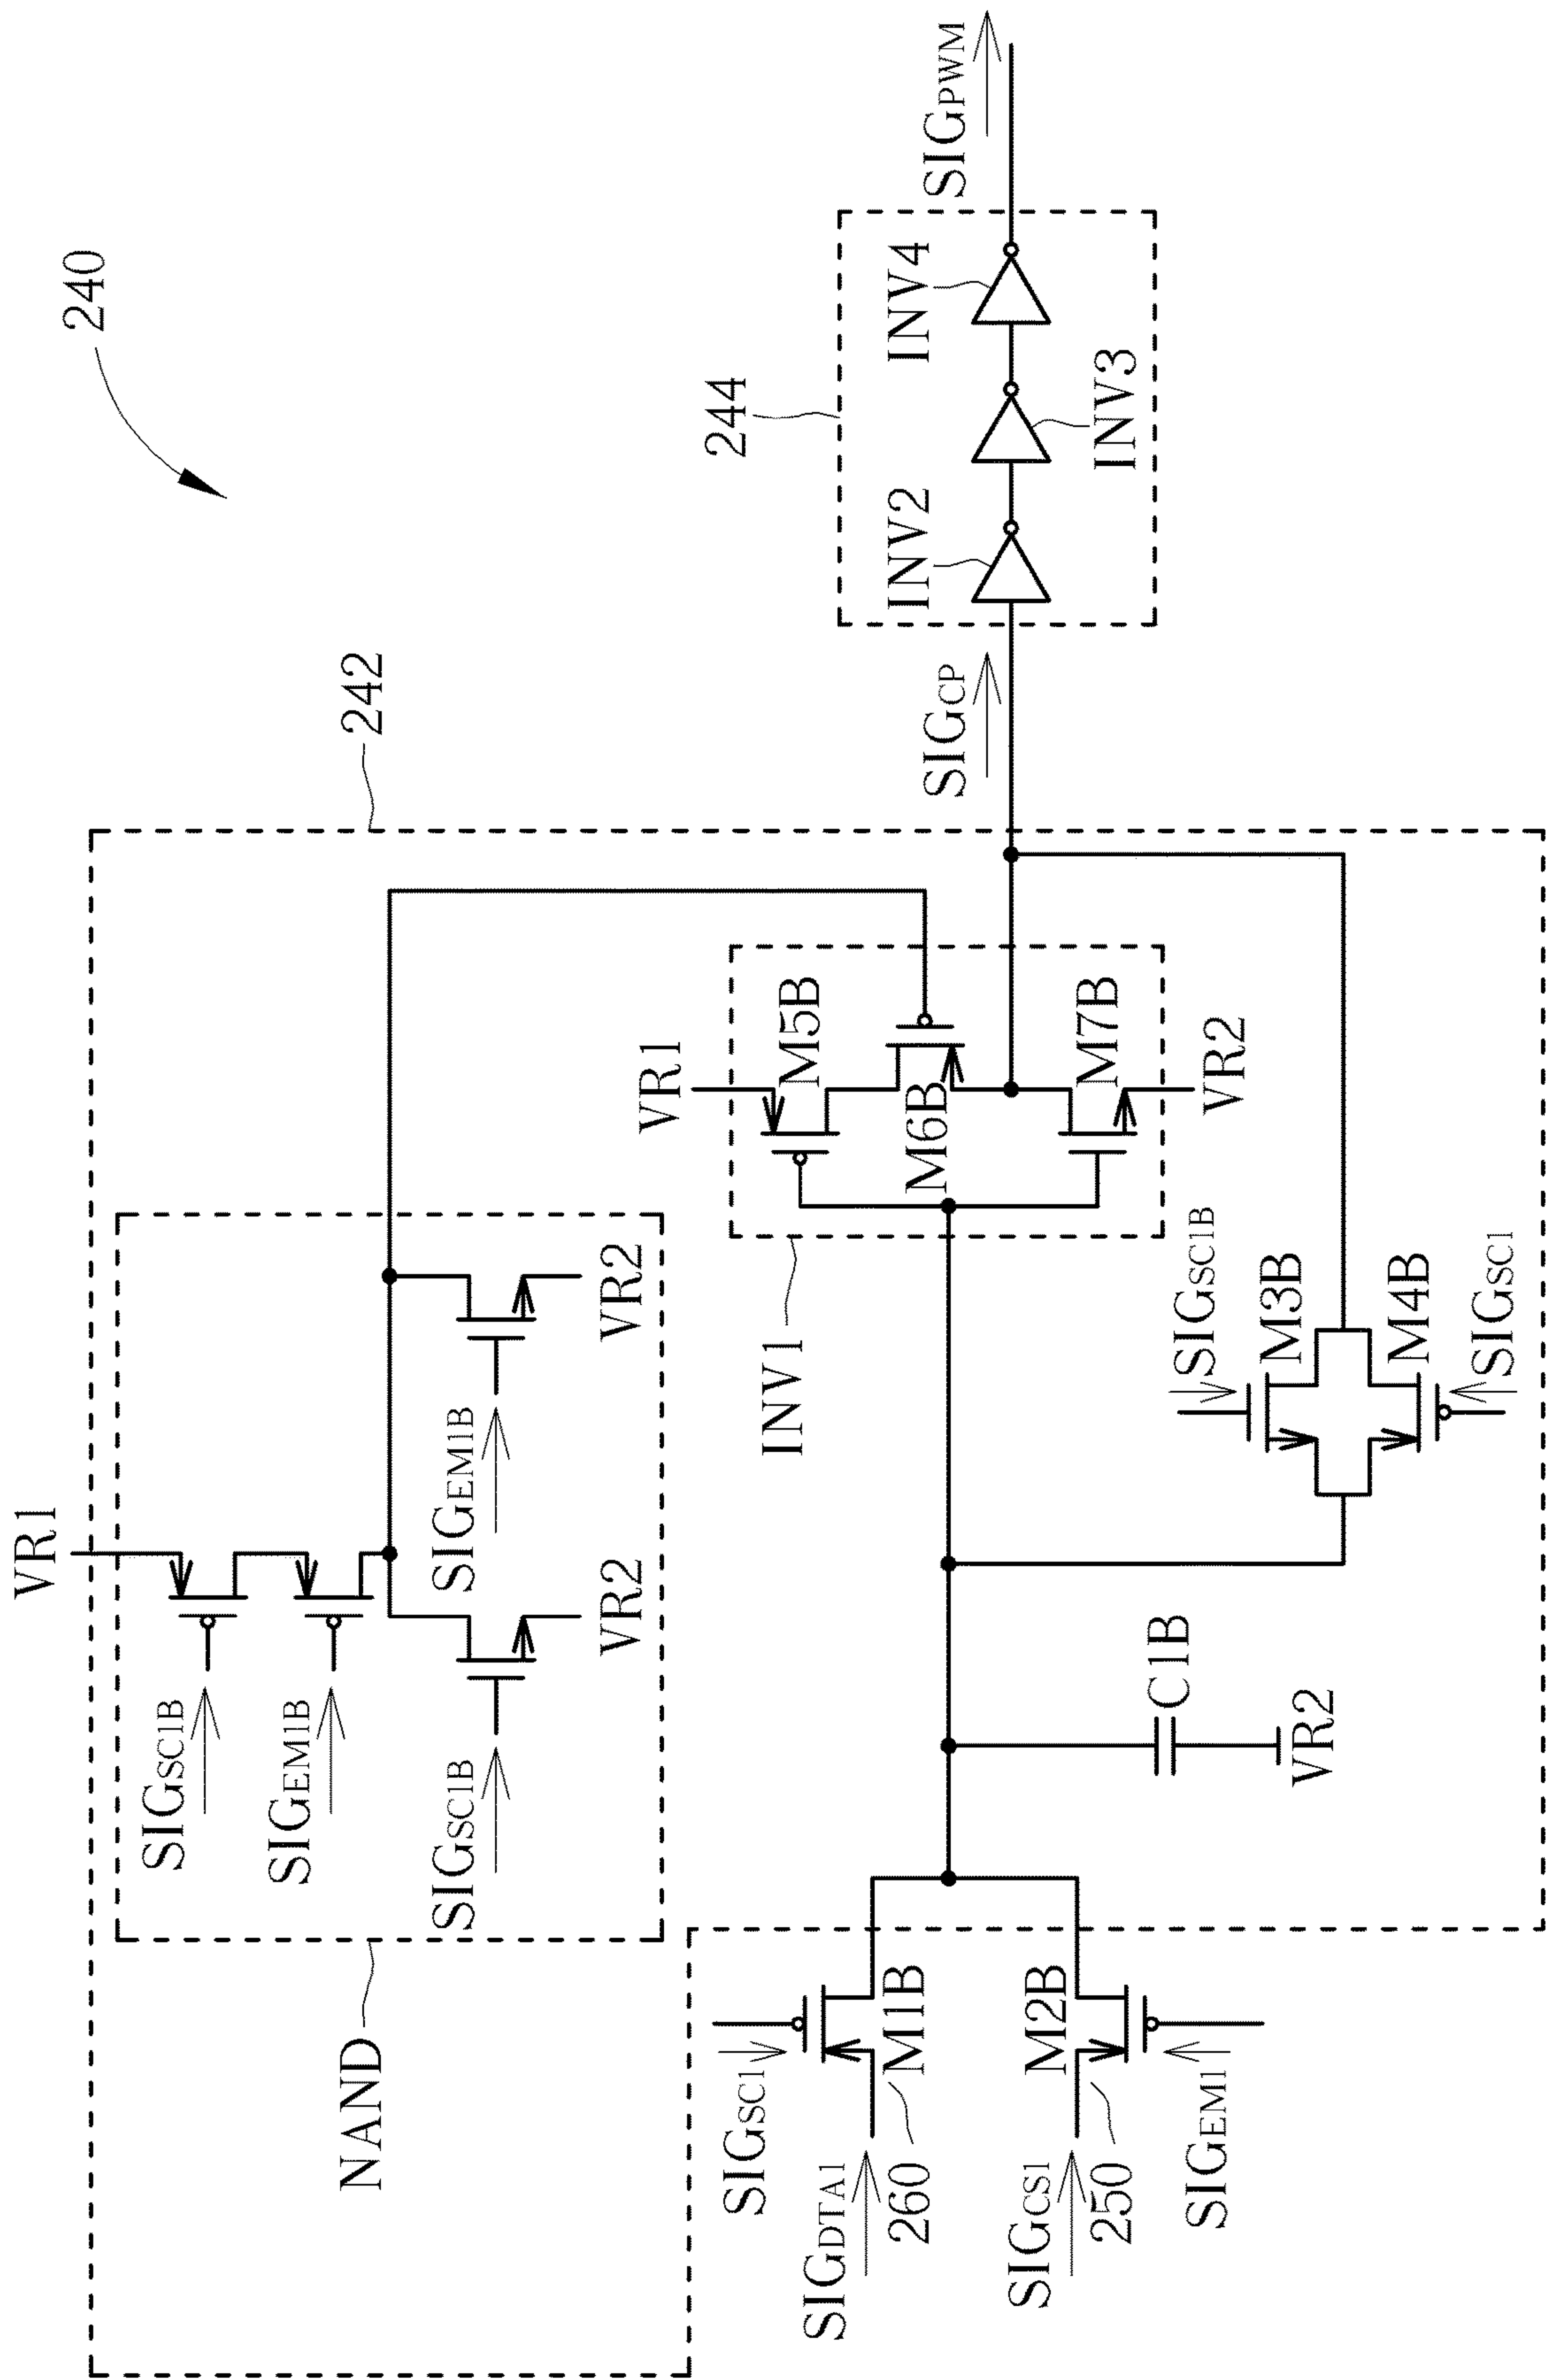 240
SIGPWM
244
INV4
INV3
INV2
242
SIGCP
VR1
M5B
M6B
M7B
VR2
INV1
VR1
SIGSC1B
SIGEM1B
SIGEM1B
VR2
SIGSC1B
VR2
NAND
SIGSC1B
M3B
M4B
SIGSC1
C1B
VR2
SIGSC1
M1B
SIGDTA1
260
M2B
SIGCS1
250
SIGEM1